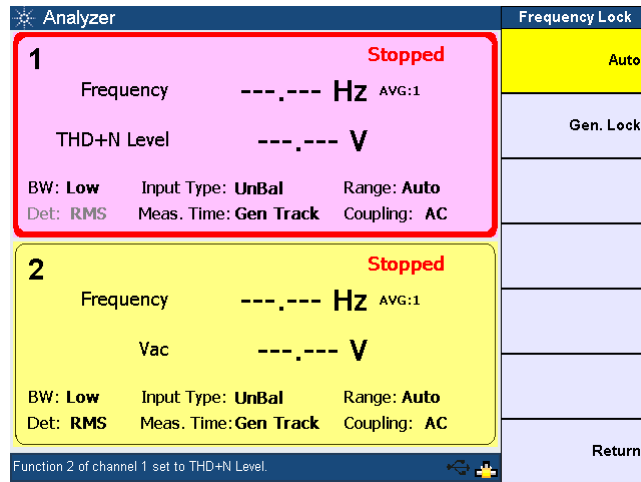 Analyzer
Frequency Lock
1
Stopped
Auto
Frequency ---.--- Hz AVG:1
THD+N Level ---.--- V
Gen. Lock
BW: Low Input Type: UnBal Range: Auto
Det: RMS Meas. Time: Gen Track Coupling: AC
2
Stopped
Frequency ---.--- Hz AVG:1
Vac ---.--- V
BW: Low Input Type: UnBal Range: Auto
Det: RMS Meas. Time: Gen Track Coupling: AC
Return
Function 2 of channel 1 set to THD+N Level.